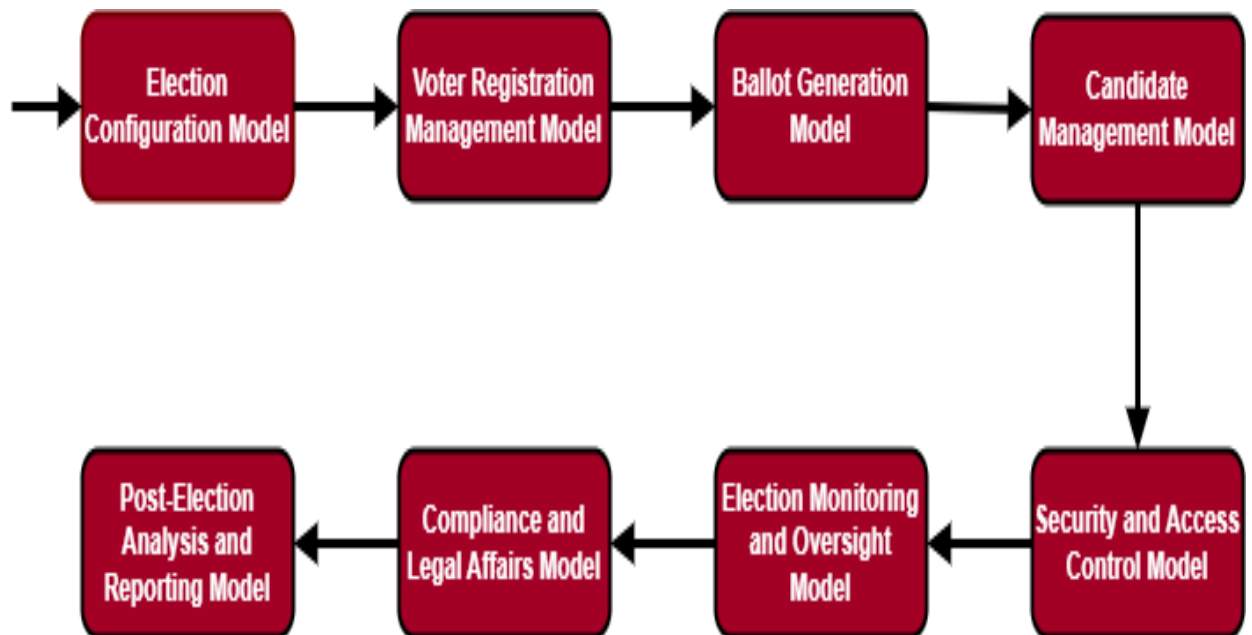 Election
Configuration Model
Voter Registration
Management Model
Ballot Generation
Model
Candidate
Management Model
Security and Access
Control Model
Election Monitoring
and Oversight
Model
Compliance and
Legal Affairs Model
Post-Election
Analysis and
Reporting Model